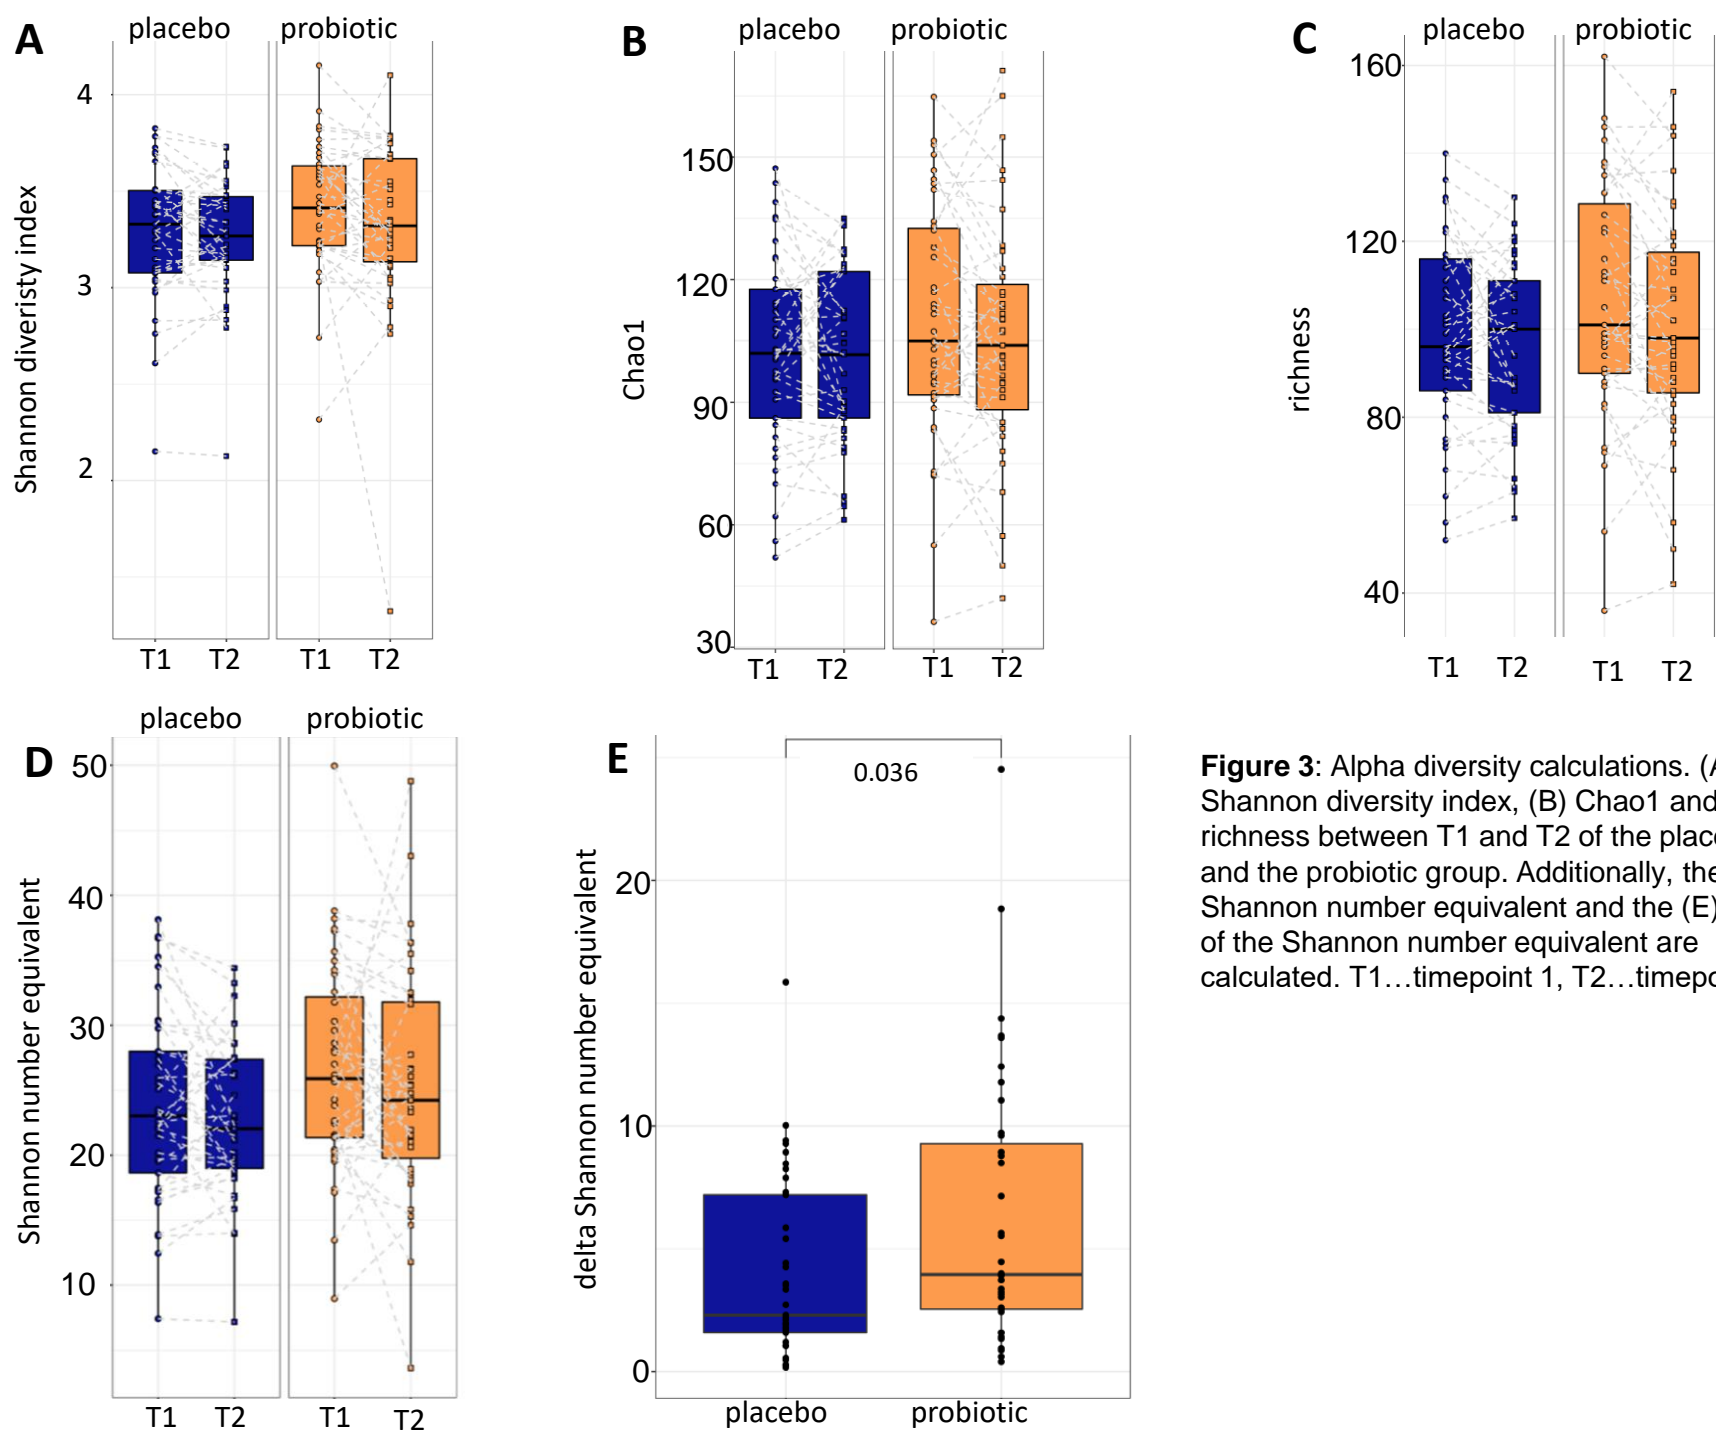 A
placebo
probiotic
Shannon diveristy index
4
3
2
T1
T2
T1
T2
B
placebo
probiotic
Chao1
150
120
90
60
30
T1
T2
T1
T2
C
placebo
probiotic
richness
160
120
80
40
T1
T2
T1
T2
D
placebo
probiotic
Shannon number equivalent
50
40
30
20
10
T1
T2
T1
T2
E
0.036
delta Shannon number equivalent
20
10
0
placebo
probiotic
Figure 3: Alpha diversity calculations. (A
Shannon diversity index, (B) Chao1 and
richness between T1 and T2 of the place
and the probiotic group. Additionally, the
Shannon number equivalent and the (E)
of the Shannon number equivalent are
calculated. T1…timepoint 1, T2…timepo